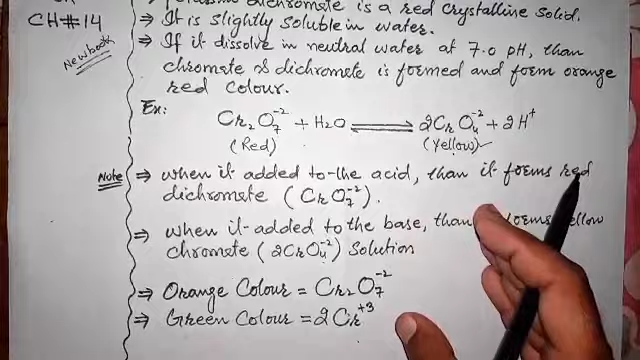 CH#14
New book
⇒ Potassium dichromate is a red crystalline solid.
⇒ It is slightly soluble in water.
⇒ If it dissolve in neutral water at 7.0 pH, than
chromate & dichromate is formed and form orange
red colour.
Ex:
Cr₂O₇⁻² + H₂O ⇌ 2CrO₄⁻² + 2H⁺
(Red) (Yellow)
Note ⇒ when it added to the acid, than it forms red
dichromate (CrO₇⁻²).
⇒ when it added to the base, than forms yellow
chromate (2CrO₄⁻²) Solution
⇒ Orange Colour = Cr₂O₇⁻²
⇒ Green Colour = 2Cr⁺³